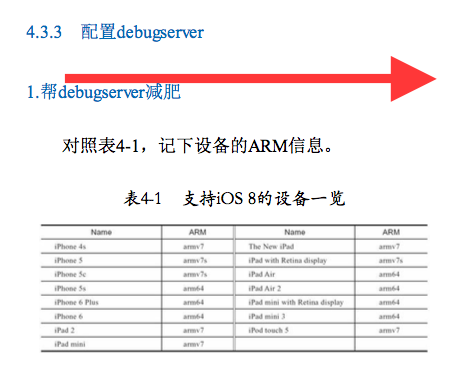 4.3.3 配置debugserver
1.帮debugserver减肥
对照表4-1，记下设备的ARM信息。
表4-1 支持iOS 8的设备一览
Name ARM Name ARM
iPhone 4s armv7 The New iPad armv7
iPhone 5 armv7s iPad with Retina display armv7s
iPhone 5c armv7s iPad Air arm64
iPhone 5s arm64 iPad Air 2 arm64
iPhone 6 Plus arm64 iPad mini with Retina display arm64
iPhone 6 arm64 iPad mini 3 arm64
iPad 2 armv7 iPod touch 5 armv7
iPad mini armv7